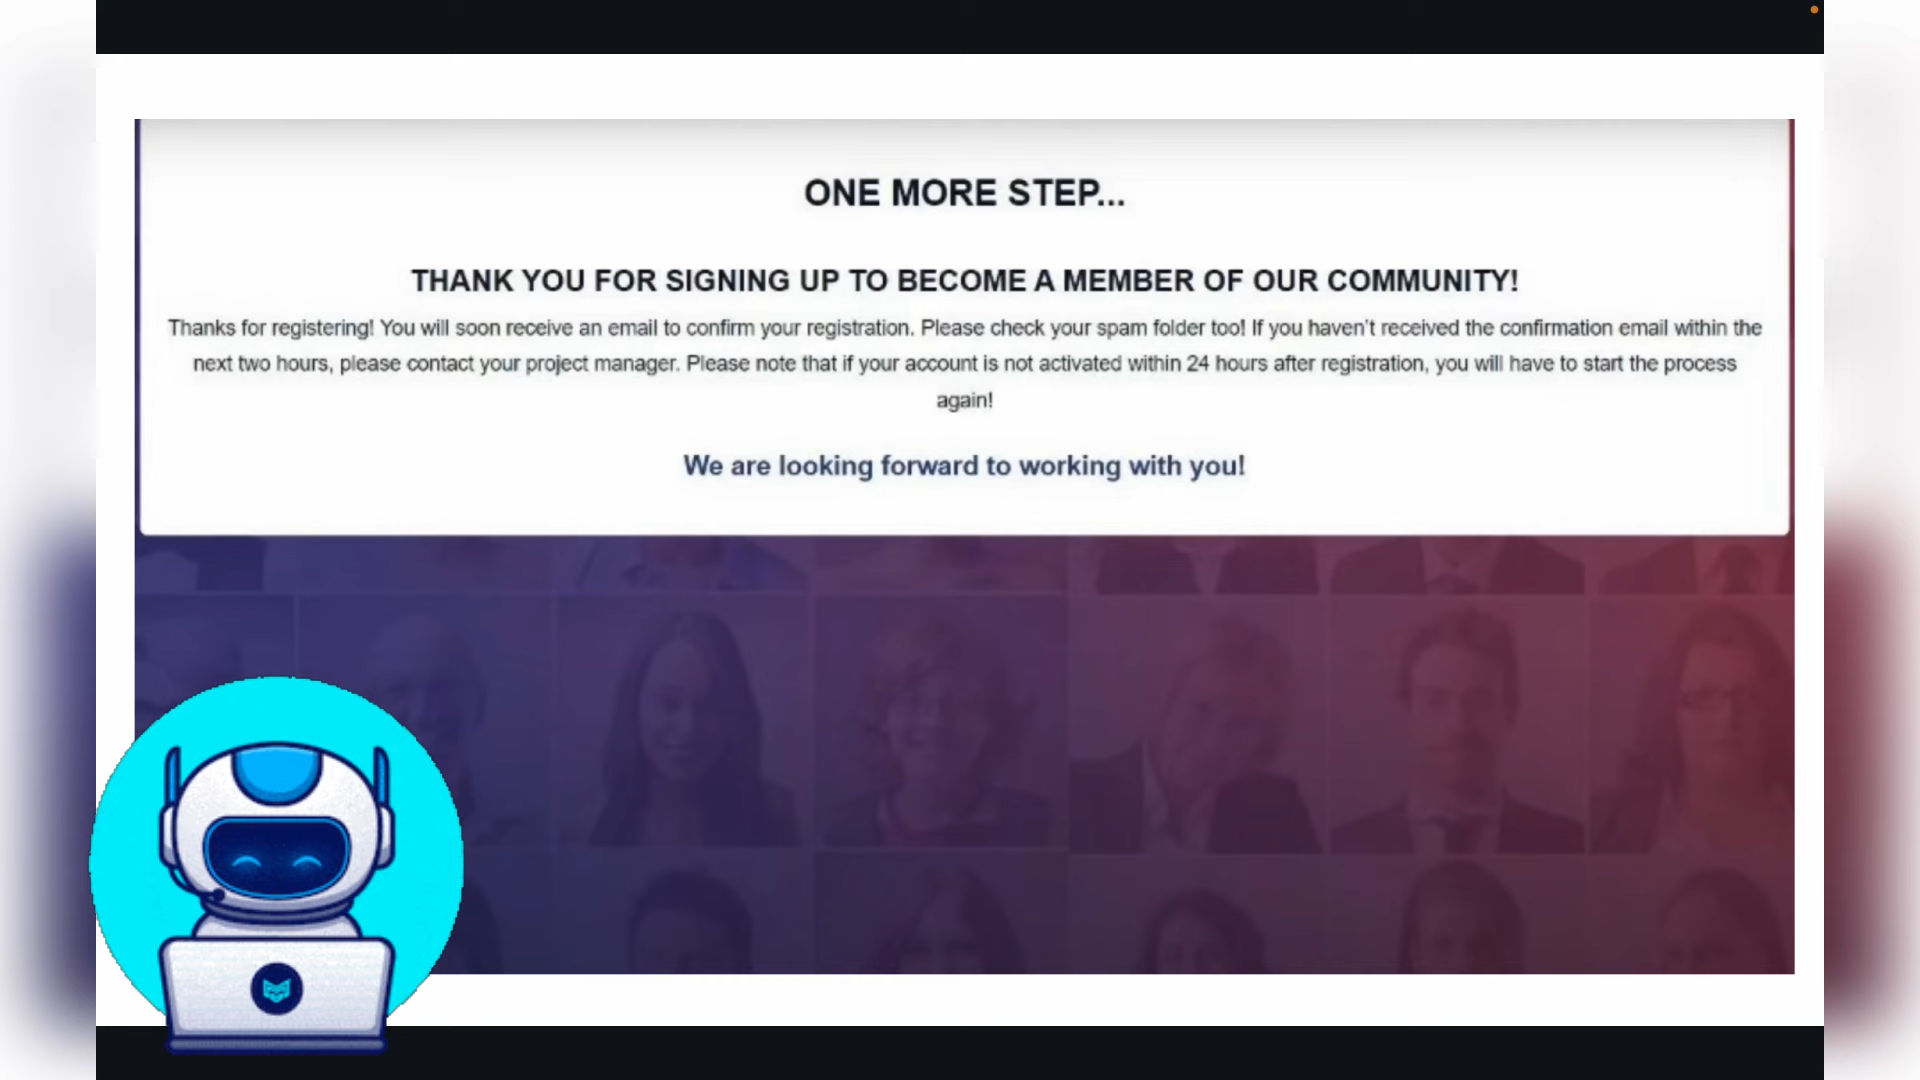 ONE MORE STEP...
THANK YOU FOR SIGNING UP TO BECOME A MEMBER OF OUR COMMUNITY!
Thanks for registering! You will soon receive an email to confirm your registration. Please check your spam folder too! If you haven't received the confirmation email within the
next two hours, please contact your project manager. Please note that if your account is not activated within 24 hours after registration, you will have to start the process
again!
We are looking forward to working with you!